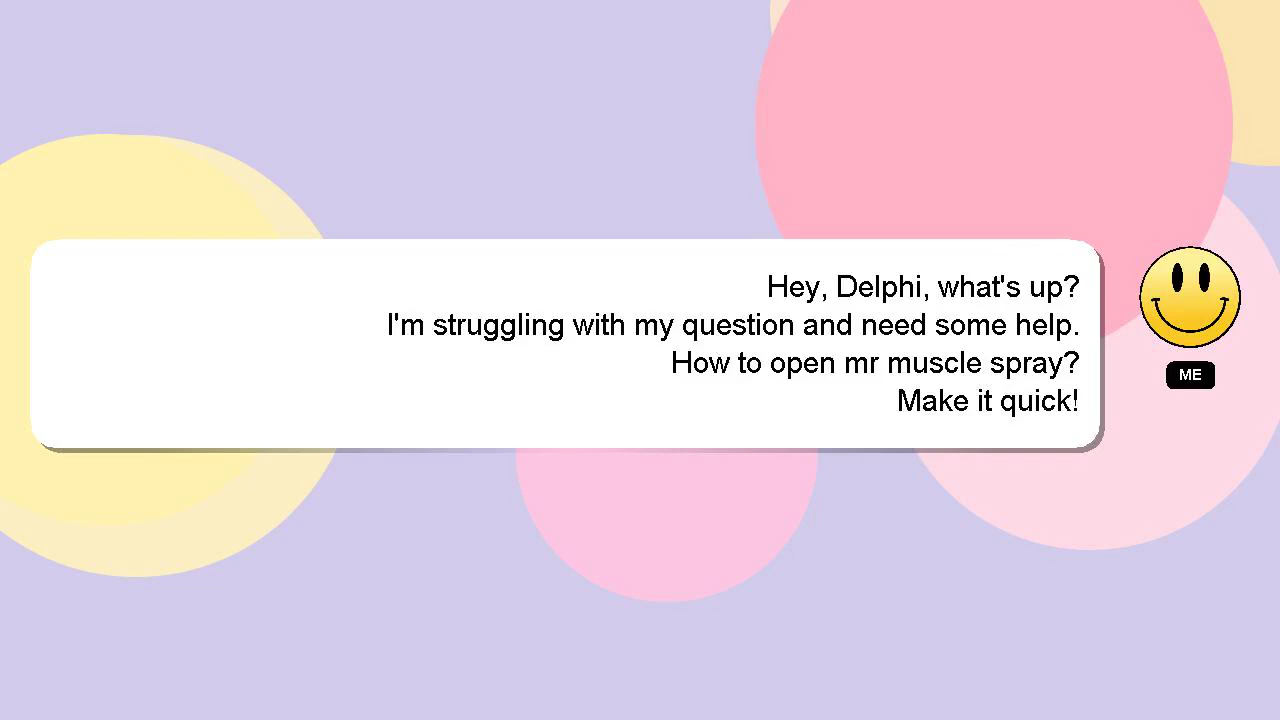 Hey, Delphi, what's up?
I'm struggling with my question and need some help.
How to open mr muscle spray?
Make it quick!
ME